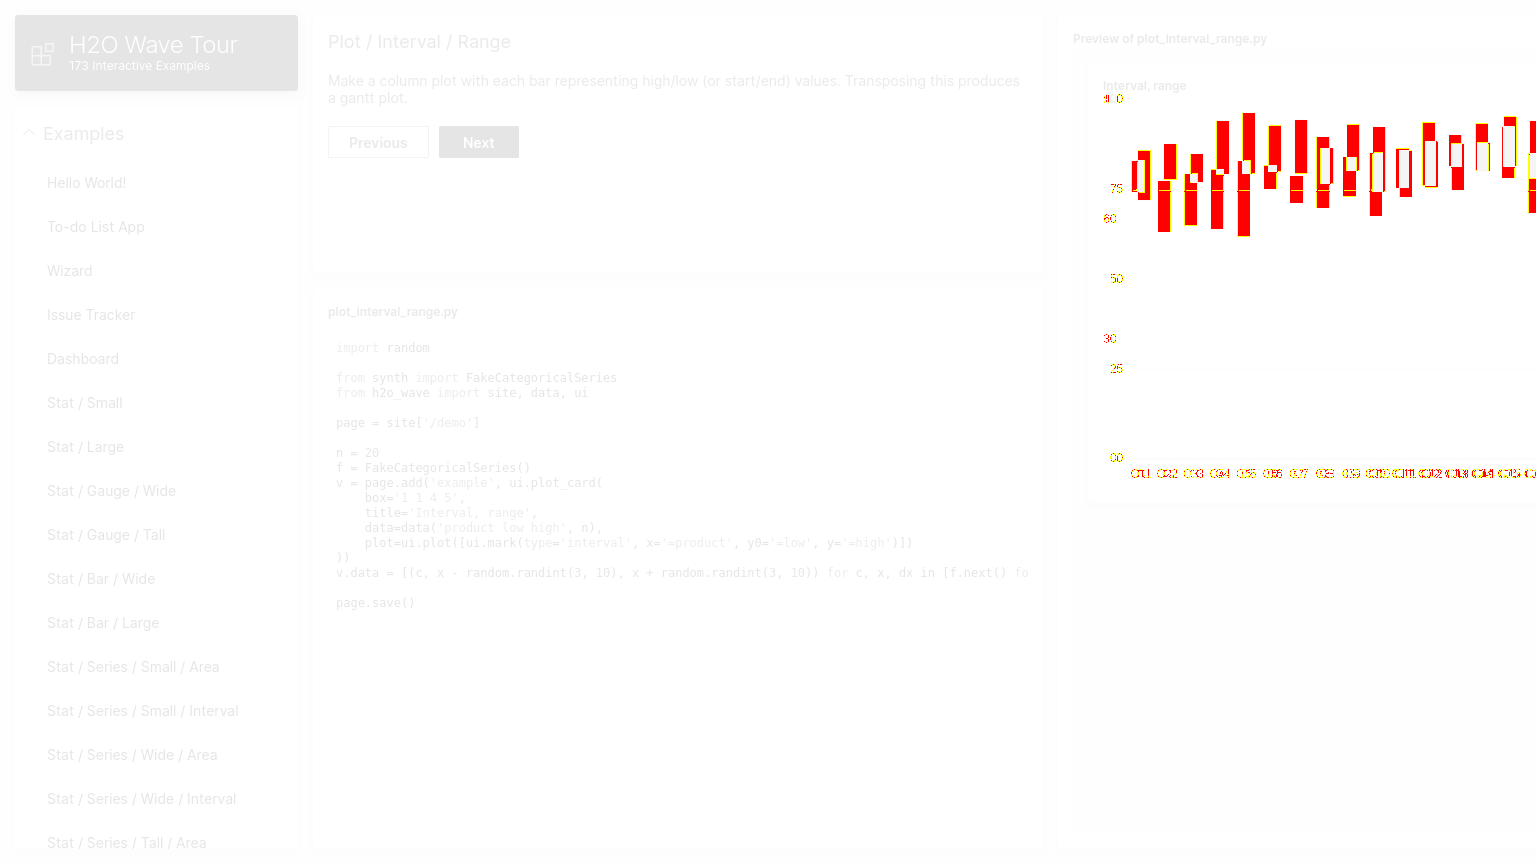 H2O Wave Tour
173 Interactive Examples
Examples
Hello World!
To-do List App
Wizard
Issue Tracker
Dashboard
Stat / Small
Stat / Large
Stat / Gauge / Wide
Stat / Gauge / Tall
Stat / Bar / Wide
Stat / Bar / Large
Stat / Series / Small / Area
Stat / Series / Small / Interval
Stat / Series / Wide / Area
Stat / Series / Wide / Interval
Stat / Series / Tall / Area
Plot / Interval / Range
Make a column plot with each bar representing high/low (or start/end) values. Transposing this produces
a gantt plot.
Previous
Next
plot_interval_range.py
import random
from synth import FakeCategoricalSeries
from h2o_wave import site, data, ui
page = site['/demo']
n = 20
f = FakeCategoricalSeries()
v = page.add('example', ui.plot_card(
    box='1 1 4 5',
    title='Interval, range',
    data=data('product low high', n),
    plot=ui.plot([ui.mark(type='interval', x='=product', y0='=low', y='=high')])
))
v.data = [(c, x - random.randint(3, 10), x + random.randint(3, 10)) for c, x, dx in [f.next() fo
page.save()
Preview of plot_interval_range.py
Interval, range
75
60
50
30
25